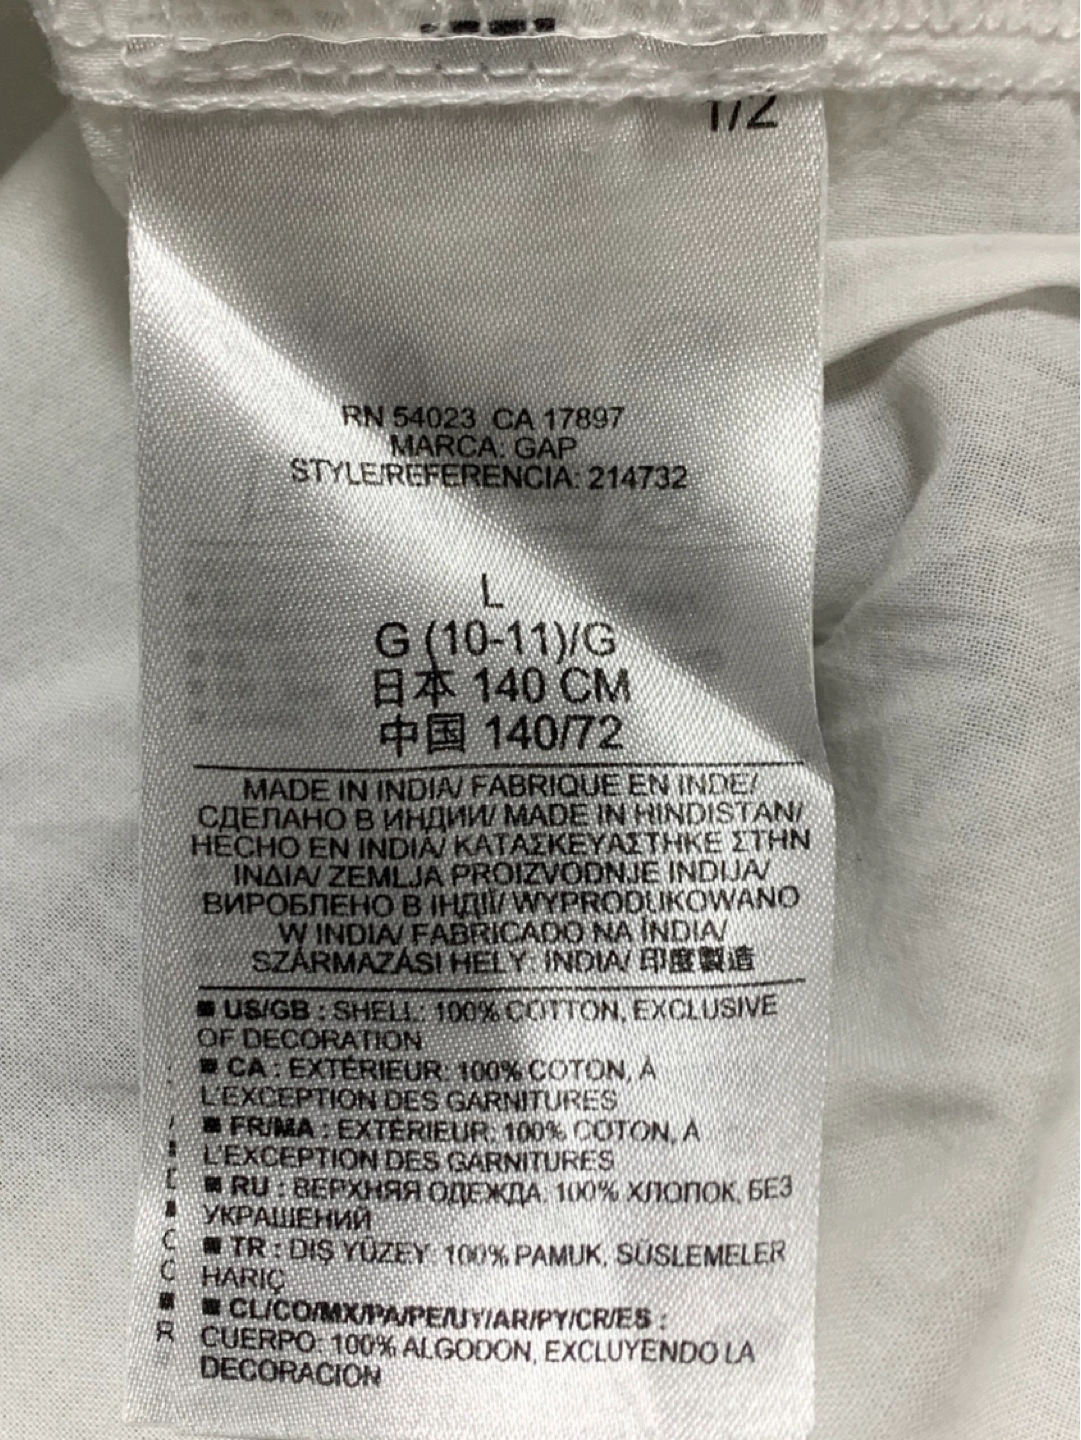 1/2
RN 54023 CA 17897
MARCA: GAP
STYLE/REFERENCIA: 214732
L
G (10-11)/G
日本 140 CM
中国 140/72
MADE IN INDIA/ FABRIQUE EN INDE/
СДЕЛАНО В ИНДИИ/ MADE IN HINDISTAN/
HECHO EN INDIA/ ΚΑΤΑΣΚΕΥΑΣΤΗΚΕ ΣΤΗΝ
ΙΝΔΙΑ/ ZEMLJA PROIZVODNJE INDIJA/
ВИРОБЛЕНО В ІНДІЇ/ WYPRODUKOWANO
W INDIA/ FABRICADO NA ÍNDIA/
SZÁRMAZÁSI HELY: INDIA/ 印度製造
■ US/GB : SHELL: 100% COTTON, EXCLUSIVE
OF DECORATION
■ CA : EXTÉRIEUR: 100% COTON, À
L'EXCEPTION DES GARNITURES
■ FR/MA : EXTÉRIEUR: 100% COTON, À
L'EXCEPTION DES GARNITURES
■ RU : ВЕРХНЯЯ ОДЕЖДА: 100% ХЛОПОК, БЕЗ
УКРАШЕНИЙ
■ TR : DIŞ YÜZEY: 100% PAMUK, SÜSLEMELER
HARIÇ
■ CL/CO/MX/PA/PE/UY/AR/PY/CR/ES :
CUERPO: 100% ALGODON, EXCLUYENDO LA
DECORACION